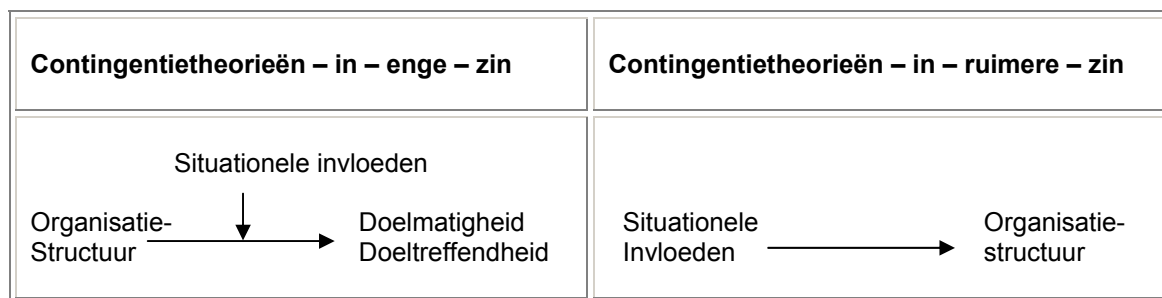 Contingentietheorieën – in – enge – zin
Contingentietheorieën – in – ruimere – zin
Situationele invloeden
Organisatie-
Structuur
Doelmatigheid
Doeltreffendheid
Situationele
Invloeden
Organisatie-
structuur